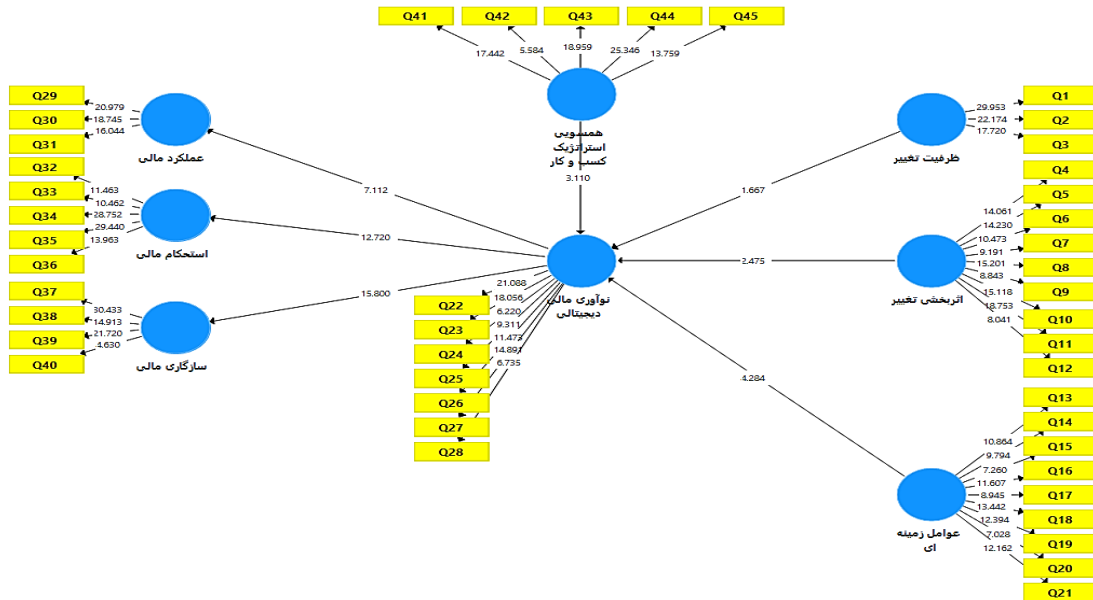 Q41
Q42
Q43
Q44
Q45
17.442
5.584
18.959
25.346
13.759
همسویی
استراتژیک
کسب و کار
3.110
Q29
Q30
Q31
20.979
18.745
16.044
عملکرد مالی
7.112
Q32
Q33
Q34
Q35
Q36
11.463
10.462
28.752
29.440
13.963
استحکام مالی
12.720
Q37
Q38
Q39
Q40
30.433
14.913
21.720
4.630
سازگاری مالی
15.800
نوآوری مالی
دیجیتالی
21.088
18.056
6.220
9.311
11.473
14.891
6.735
Q22
Q23
Q24
Q25
Q26
Q27
Q28
Q1
Q2
Q3
29.953
22.174
17.720
ظرفیت تغییر
1.667
Q4
Q5
Q6
Q7
Q8
Q9
Q10
Q11
Q12
14.061
14.230
10.473
9.191
15.201
8.843
15.118
18.753
8.041
اثربخشی تغییر
2.475
Q13
Q14
Q15
Q16
Q17
Q18
Q19
Q20
Q21
10.864
9.794
7.260
11.607
8.945
13.442
12.394
7.028
12.162
عوامل زمینه
ای
4.284